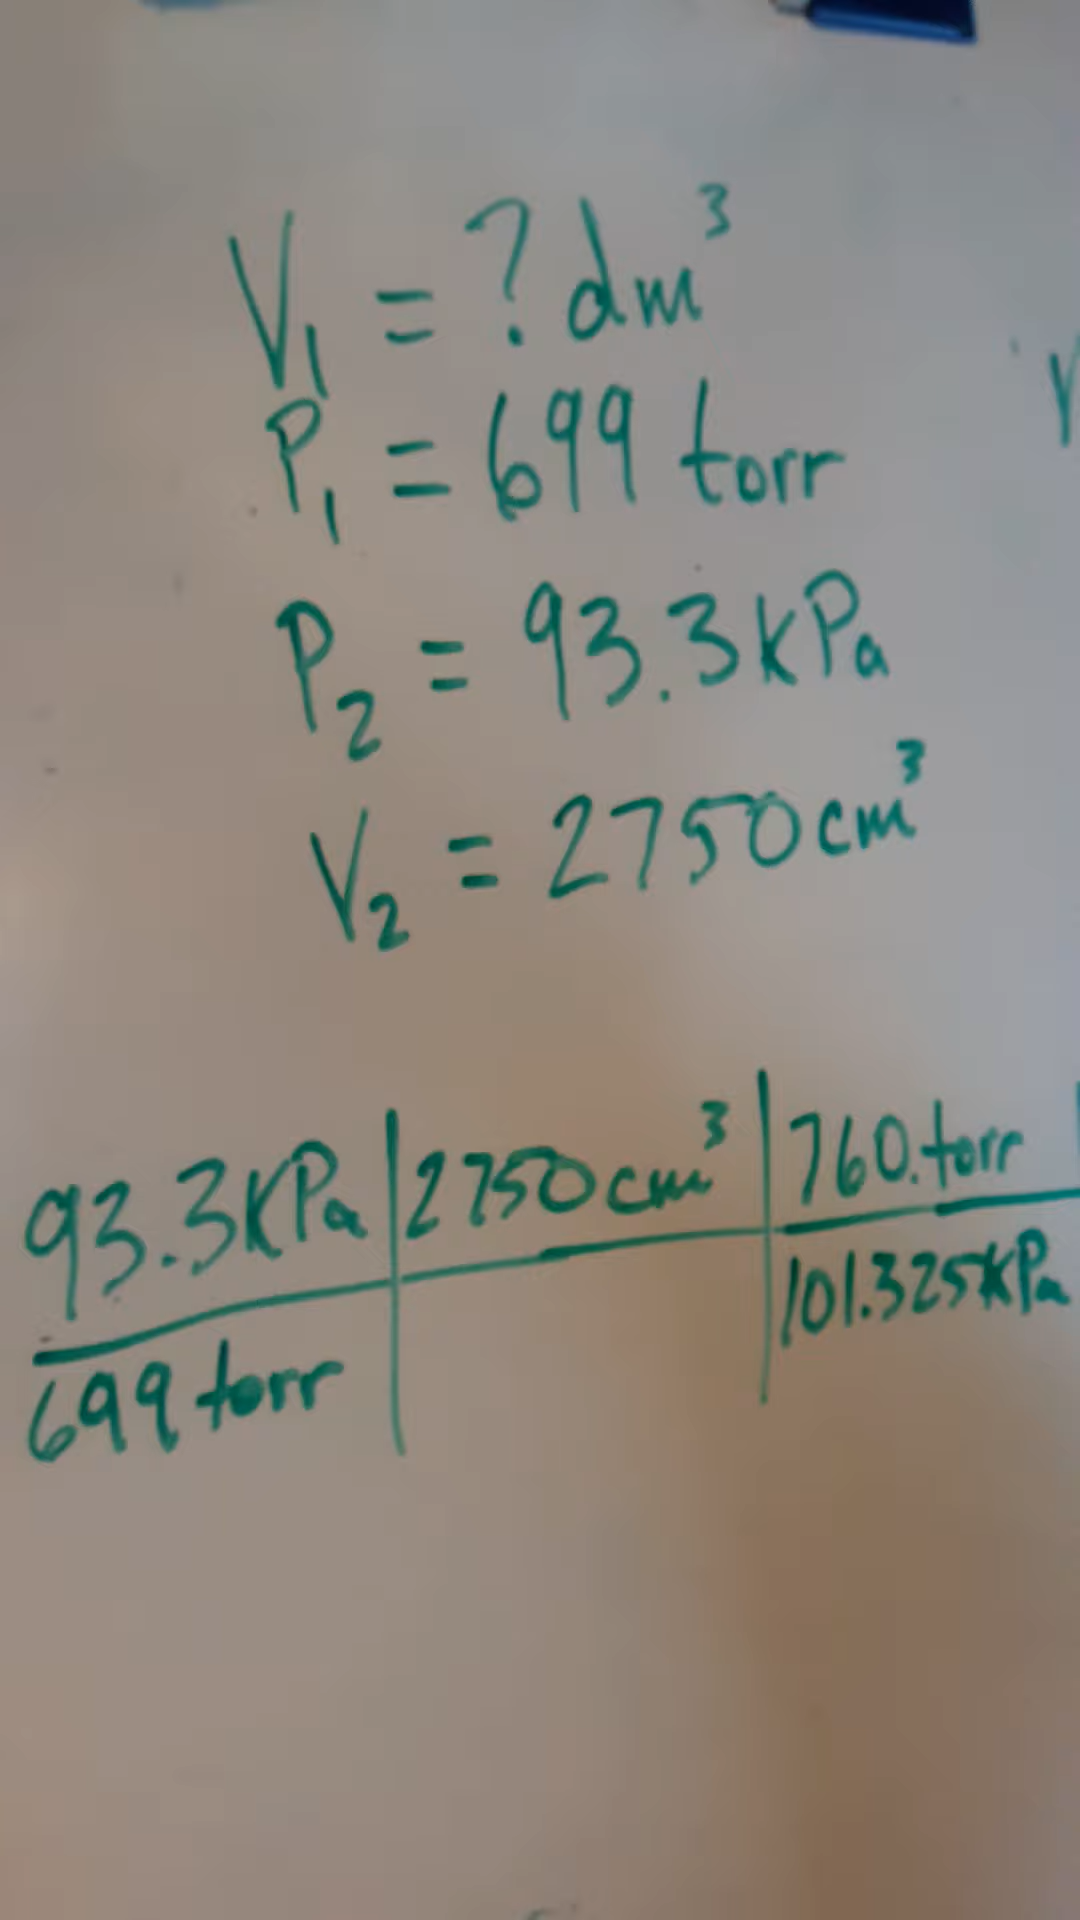 V₁ = ? dm³
P₁ = 699 torr
P₂ = 93.3 kPa
V₂ = 2750 cm³
93.3 kPa | 2750 cm³ | 760. torr
699 torr | | 101.325 kPa